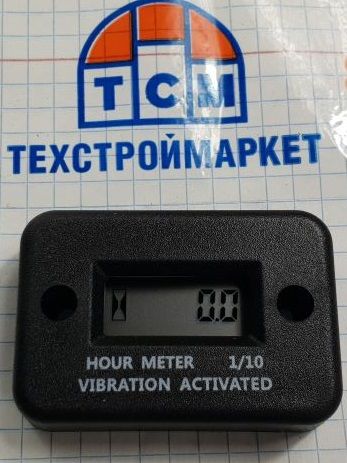 ТСМ
ТЕХСТРОЙМАРКЕТ
0.0
HOUR METER 1/10
VIBRATION ACTIVATED